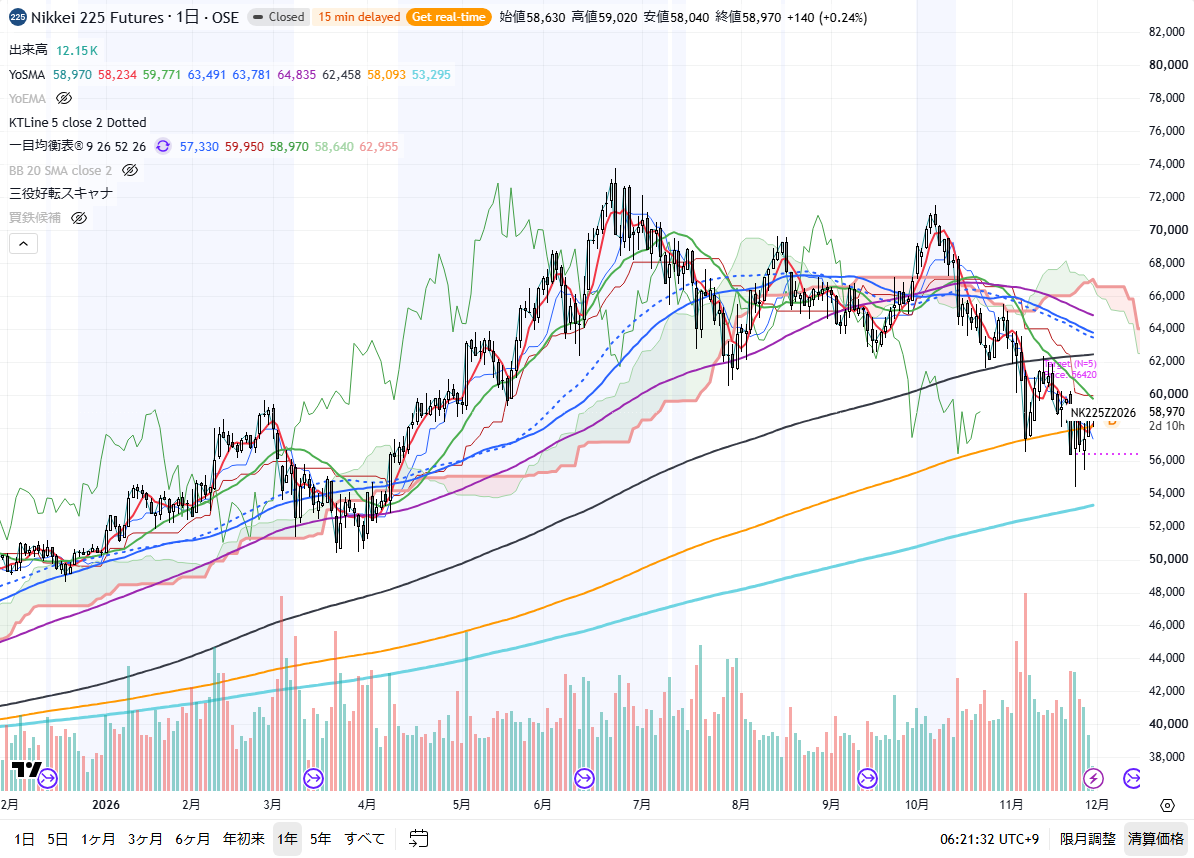 225 Nikkei 225 Futures · 1日 · OSE Closed 15 min delayed Get real-time 始値58,630 高値59,020 安値58,040 終値58,970 +140 (+0.24%)
出来高 12.15K
YoSMA 58,970 58,234 59,771 63,491 63,781 64,835 62,458 58,093 53,295
YoEMA
KTLine 5 close 2 Dotted
一目均衡表® 9 26 52 26 57,330 59,950 58,970 58,640 62,955
BB 20 SMA close 2
三役好転スキャナ
買鉄候補
82,000
80,000
78,000
76,000
74,000
72,000
70,000
68,000
66,000
64,000
62,000
Target (N=5)
56420
60,000
NK225Z2026 58,970
2d 10h
56,000
54,000
52,000
50,000
48,000
46,000
44,000
42,000
40,000
38,000
2月 2026 2月 3月 4月 5月 6月 7月 8月 9月 10月 11月 12月
1日 5日 1ヶ月 3ヶ月 6ヶ月 年初来 1年 5年 すべて 06:21:32 UTC+9 限月調整 清算価格